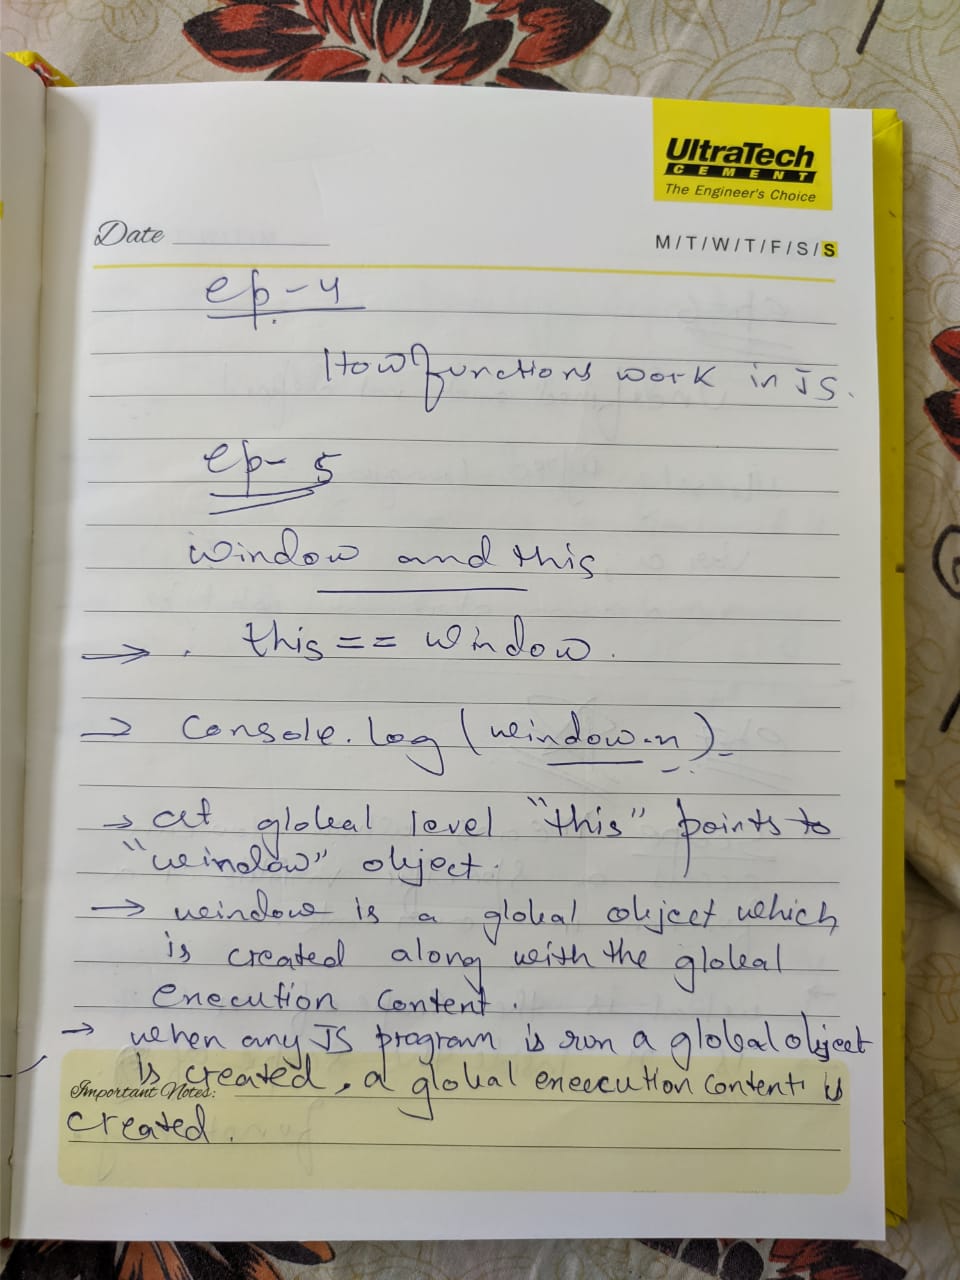 UltraTech
CEMENT
The Engineer's Choice
Date
M/T/W/T/F/S/S
ep-4
How functions work in JS.
ep-5
Window and this
→ . this == window.
→ Console.log (window.x)
→ at global level "this" points to
"window" object.
→ window is a global object which
is created along with the global
Execution Context.
→ when any JS program is run a global object
is created, a global execution context is
Important Notes:
created.